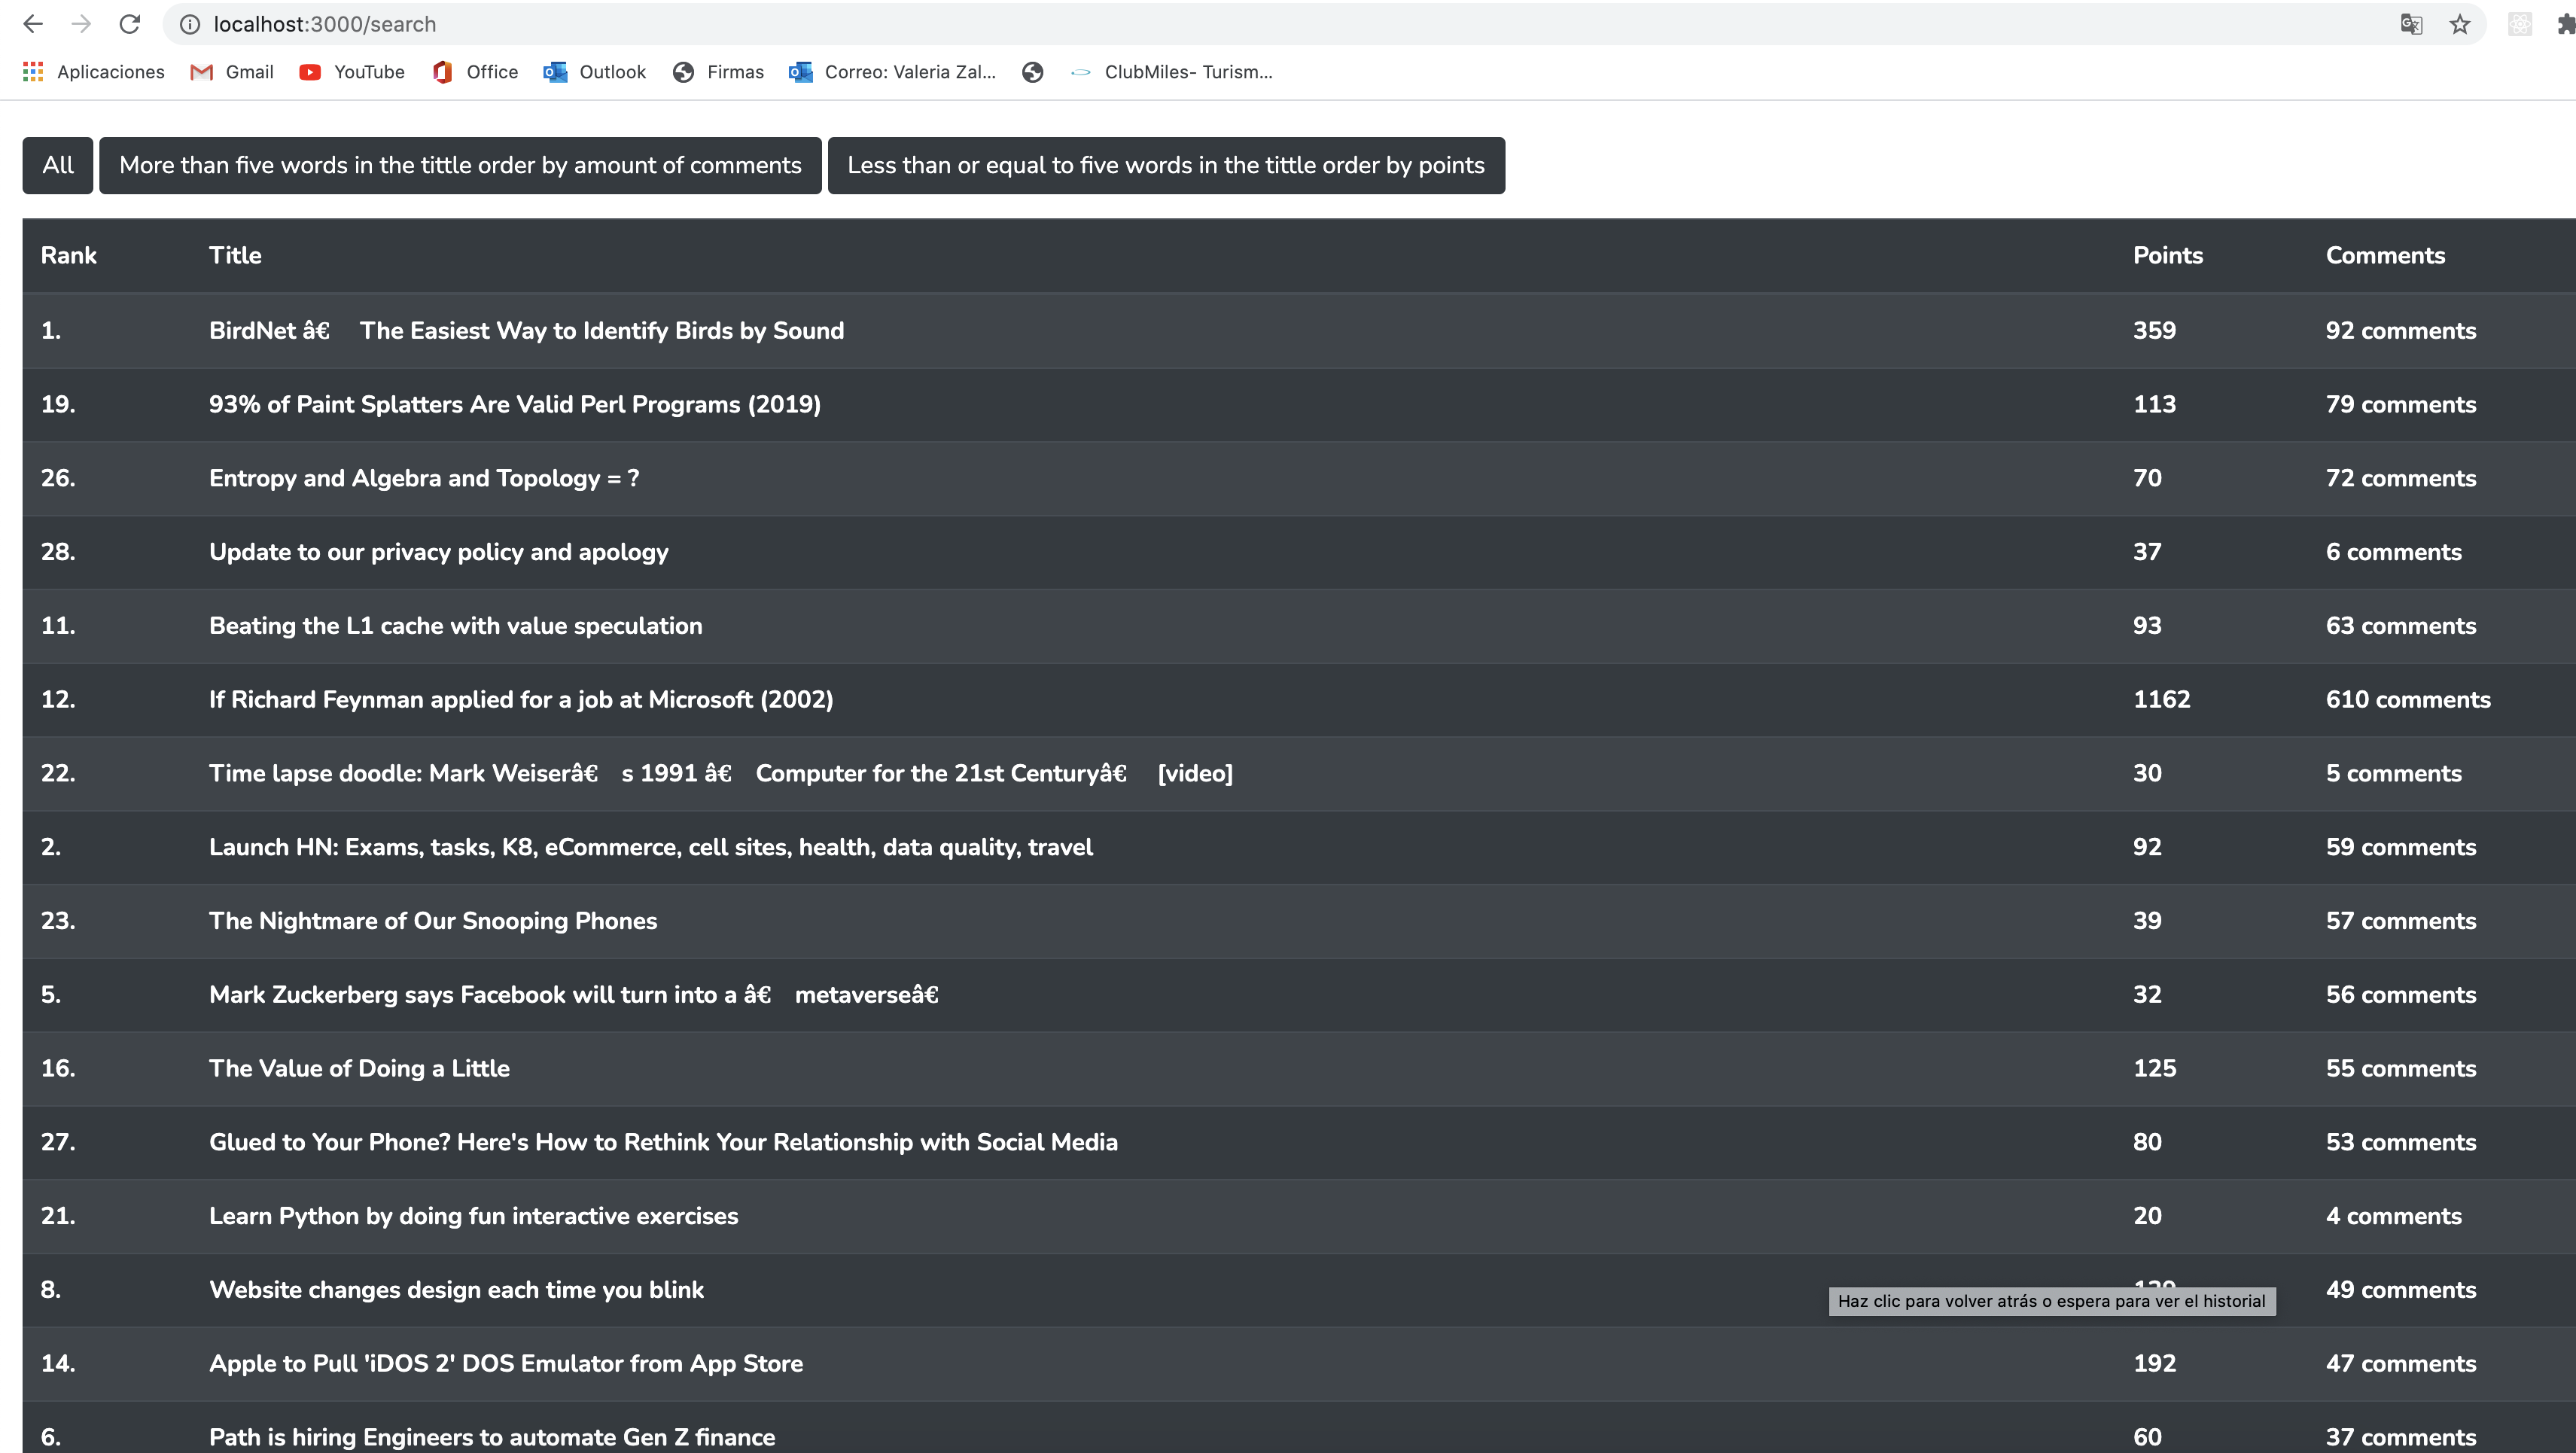 localhost:3000/search
Aplicaciones Gmail YouTube Office Outlook Firmas Correo: Valeria Zal... ClubMiles- Turism...
All More than five words in the tittle order by amount of comments Less than or equal to five words in the tittle order by points
Rank Title Points Comments
1. BirdNet â€ The Easiest Way to Identify Birds by Sound 359 92 comments
19. 93% of Paint Splatters Are Valid Perl Programs (2019) 113 79 comments
26. Entropy and Algebra and Topology = ? 70 72 comments
28. Update to our privacy policy and apology 37 6 comments
11. Beating the L1 cache with value speculation 93 63 comments
12. If Richard Feynman applied for a job at Microsoft (2002) 1162 610 comments
22. Time lapse doodle: Mark Weiserâ€ s 1991 â€ Computer for the 21st Centuryâ€ [video] 30 5 comments
2. Launch HN: Exams, tasks, K8, eCommerce, cell sites, health, data quality, travel 92 59 comments
23. The Nightmare of Our Snooping Phones 39 57 comments
5. Mark Zuckerberg says Facebook will turn into a â€ metaverseâ€ 32 56 comments
16. The Value of Doing a Little 125 55 comments
27. Glued to Your Phone? Here's How to Rethink Your Relationship with Social Media 80 53 comments
21. Learn Python by doing fun interactive exercises 20 4 comments
8. Website changes design each time you blink 49 comments
Haz clic para volver atrás o espera para ver el historial
14. Apple to Pull 'iDOS 2' DOS Emulator from App Store 192 47 comments
6. Path is hiring Engineers to automate Gen Z finance 60 37 comments